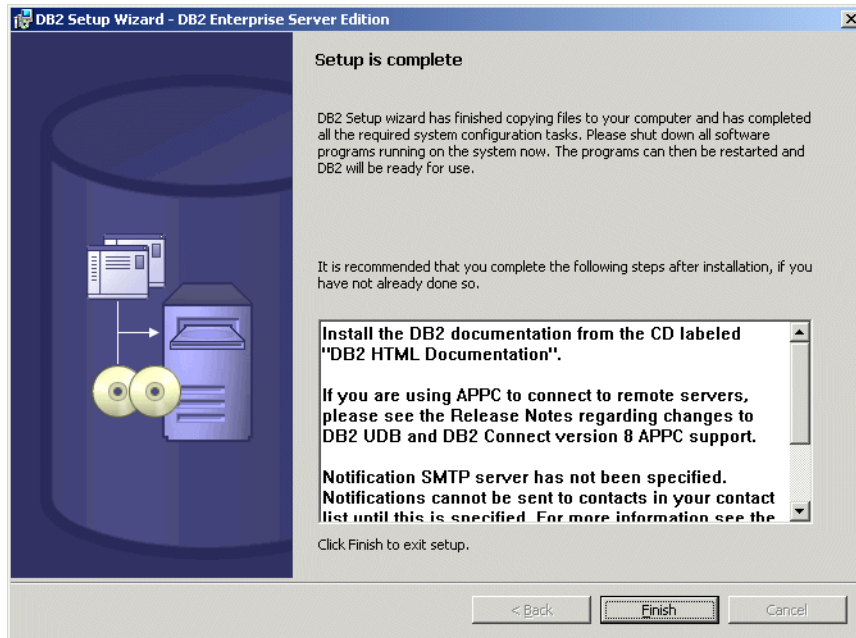 DB2 Setup Wizard - DB2 Enterprise Server Edition
Setup is complete
DB2 Setup wizard has finished copying files to your computer and has completed
all the required system configuration tasks. Please shut down all software
programs running on the system now. The programs can then be restarted and
DB2 will be ready for use.
It is recommended that you complete the following steps after installation, if you
have not already done so.
Install the DB2 documentation from the CD labeled
"DB2 HTML Documentation".
If you are using APPC to connect to remote servers,
please see the Release Notes regarding changes to
DB2 UDB and DB2 Connect version 8 APPC support.
Notification SMTP server has not been specified.
Notifications cannot be sent to contacts in your contact
list until this is specified. For more information see the
Click Finish to exit setup.
< Back Finish Cancel